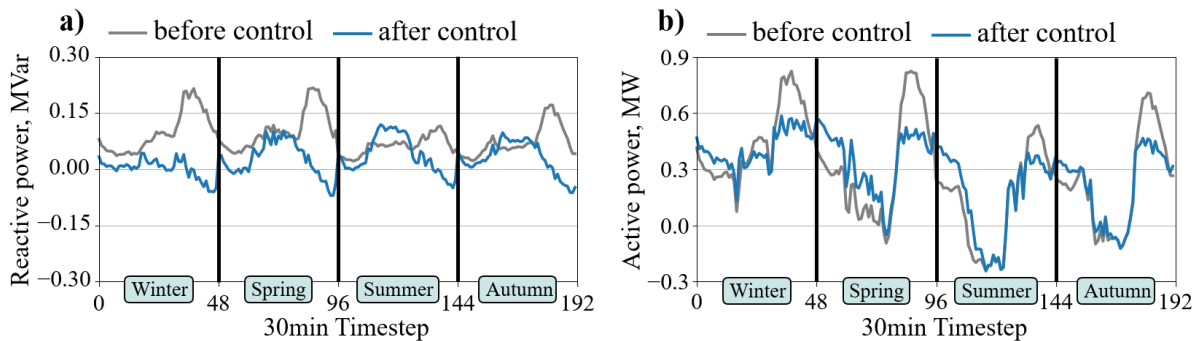 a)
before control after control
Reactive power, MVar
0.30
0.15
0.00
−0.15
−0.30
Winter Spring Summer Autumn
0 48 96 144 192
30min Timestep
b)
before control after control
Active power, MW
0.9
0.6
0.3
0.0
−0.3
Winter Spring Summer Autumn
0 48 96 144 192
30min Timestep